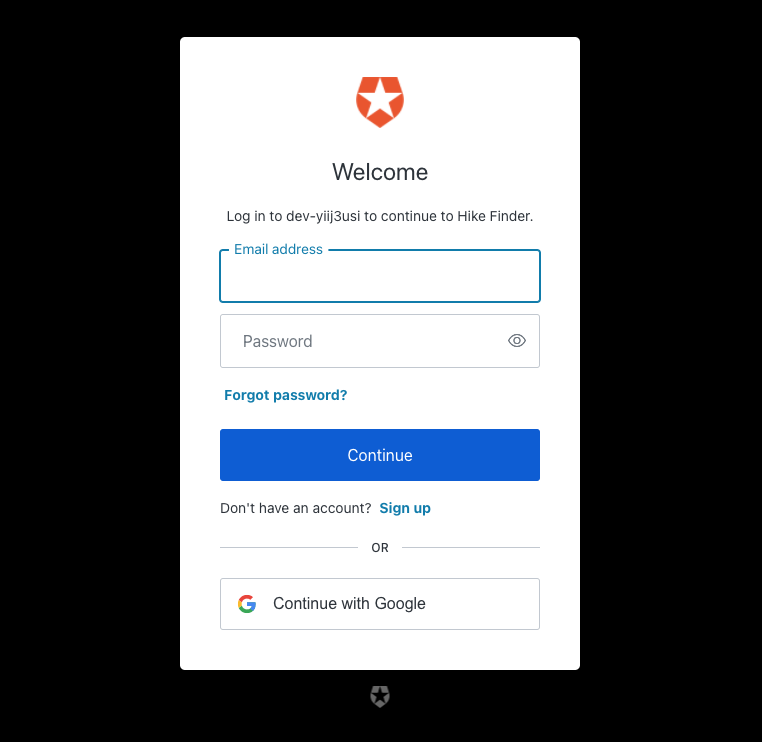 Welcome
Log in to dev-yiij3usi to continue to Hike Finder.
Email address
Password
Forgot password?
Continue
Don't have an account? Sign up
OR
Continue with Google